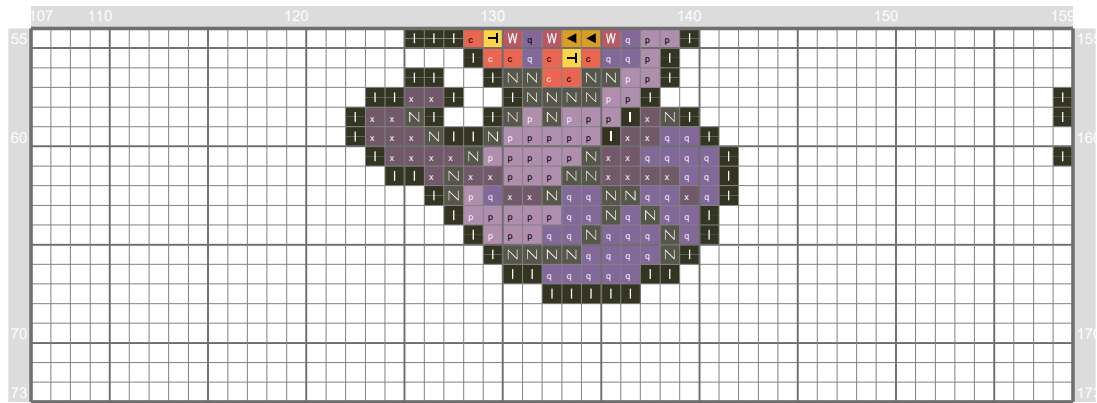 107 110 120 130 140 150 159
55 I I I c T W q W ◀ ◀ W q p p I 155
I c c q c T c q q p I
I I I N N c c N N p p I
I I x x I I N N N N p p I I
I x x N I I N p N p p p I x N I I
60 I x x x N I I N p p p p p I x x q q I 160
I x x x x N p p p p p N x x q q q q I I
I I x N x x p p p N N x x x x q q I
I N p q x x N q q N N q q x q I
I p p p p p q q N q N q q I
I p p p q q N q q q N q I
I N N N N q q q q N I
I I q q q q q I I
I I I I I
70 170
73 173